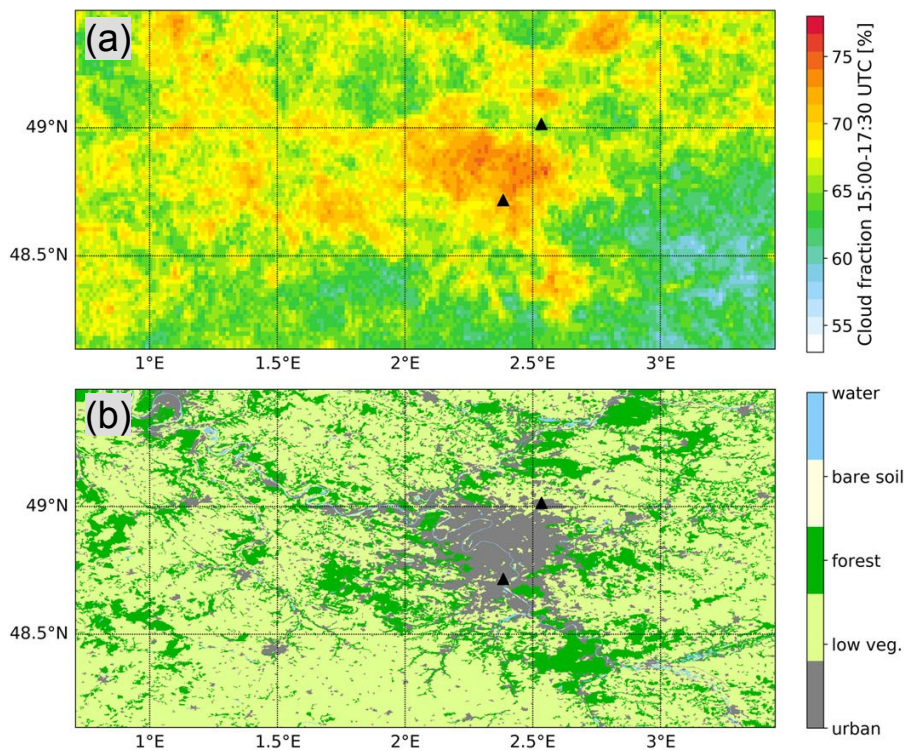 (a)
49°N
48.5°N
1°E
1.5°E
2°E
2.5°E
3°E
75
70
65
60
55
Cloud fraction 15:00-17:30 UTC [%]
(b)
49°N
48.5°N
1°E
1.5°E
2°E
2.5°E
3°E
water
bare soil
forest
low veg.
urban